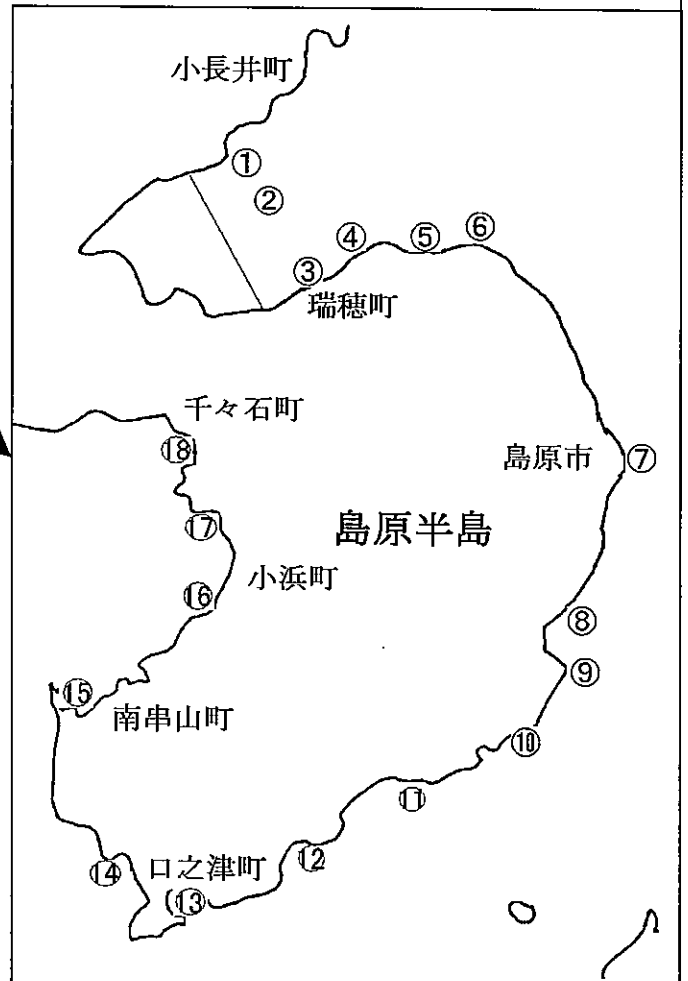 小長井町
①
②
⑥
④
⑤
③
瑞穂町
千々石町
⑱
島原市
⑦
⑰
島原半島
小浜町
⑯
⑧
⑨
⑮
南串山町
⑩
⑪
⑫
⑭
口之津町
⑬